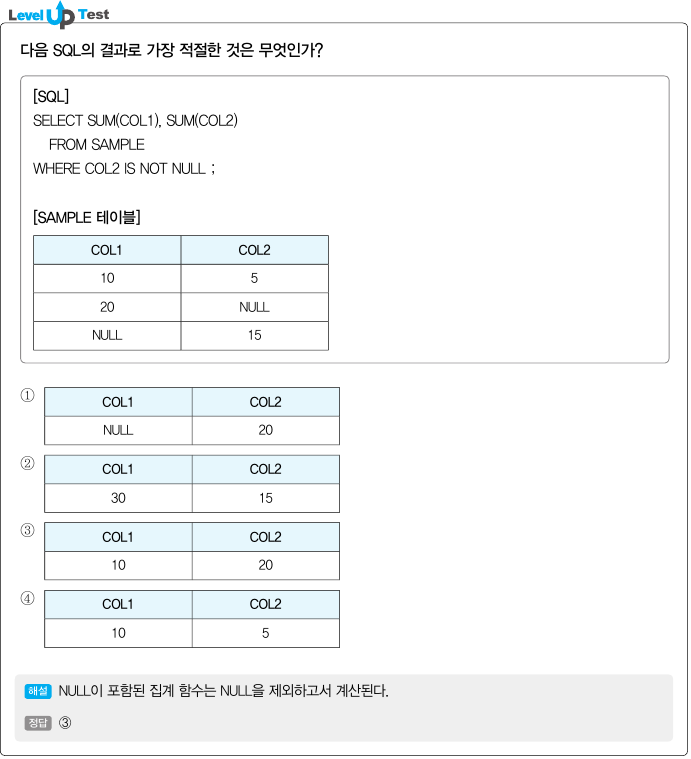 Level Up Test
다음 SQL의 결과로 가장 적절한 것은 무엇인가?
[SQL]
SELECT SUM(COL1), SUM(COL2)
FROM SAMPLE
WHERE COL2 IS NOT NULL ;
[SAMPLE 테이블]
COL1 COL2
10 5
20 NULL
NULL 15
① COL1 COL2
NULL 20
② COL1 COL2
30 15
③ COL1 COL2
10 20
④ COL1 COL2
10 5
해설 NULL이 포함된 집계 함수는 NULL을 제외하고서 계산된다.
정답 ③